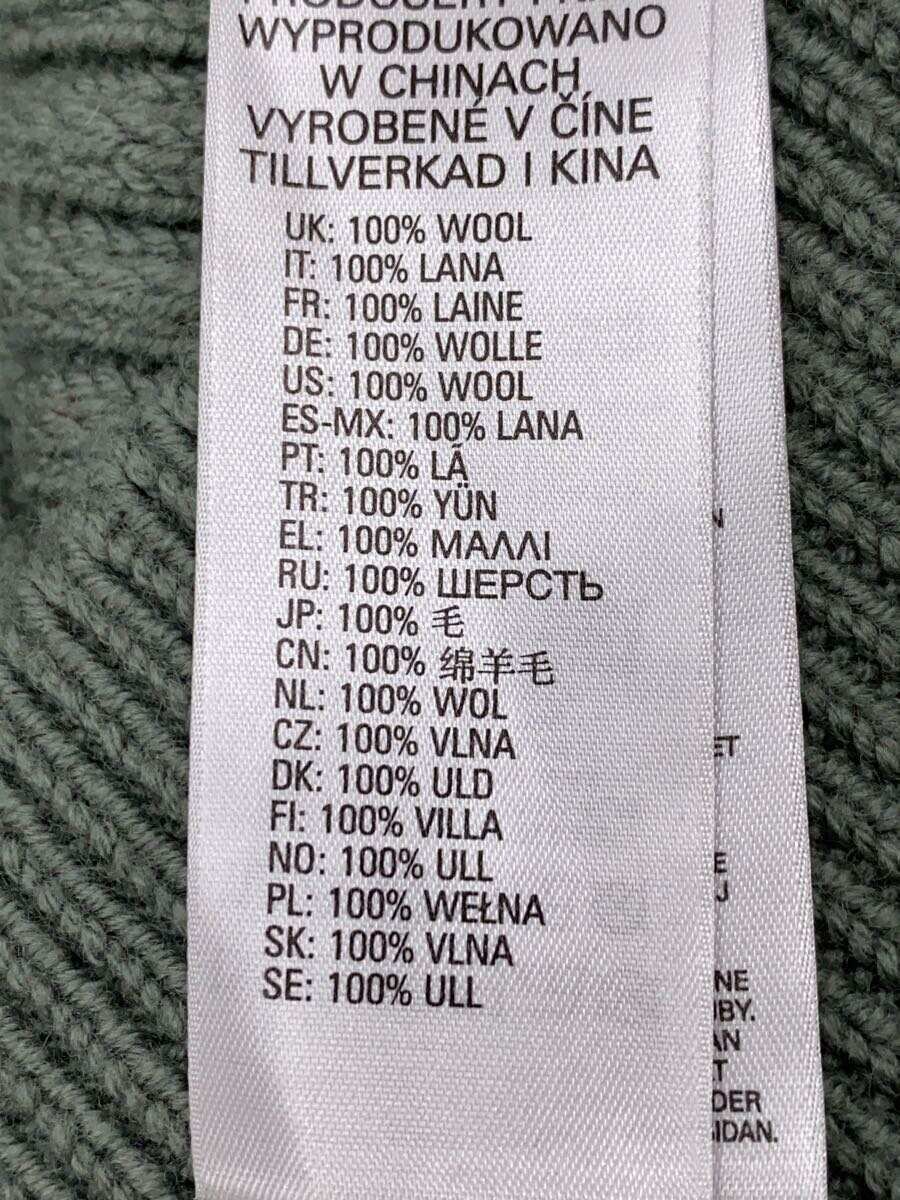 WYPRODUKOWANO
W CHINACH
VYROBENÉ V ČÍNE
TILLVERKAD I KINA
UK: 100% WOOL
IT: 100% LANA
FR: 100% LAINE
DE: 100% WOLLE
US: 100% WOOL
ES-MX: 100% LANA
PT: 100% LÃ
TR: 100% YÜN
EL: 100% ΜΑΛΛΙ
RU: 100% ШЕРСТЬ
JP: 100% 毛
CN: 100% 绵羊毛
NL: 100% WOL
CZ: 100% VLNA
DK: 100% ULD
FI: 100% VILLA
NO: 100% ULL
PL: 100% WEŁNA
SK: 100% VLNA
SE: 100% ULL